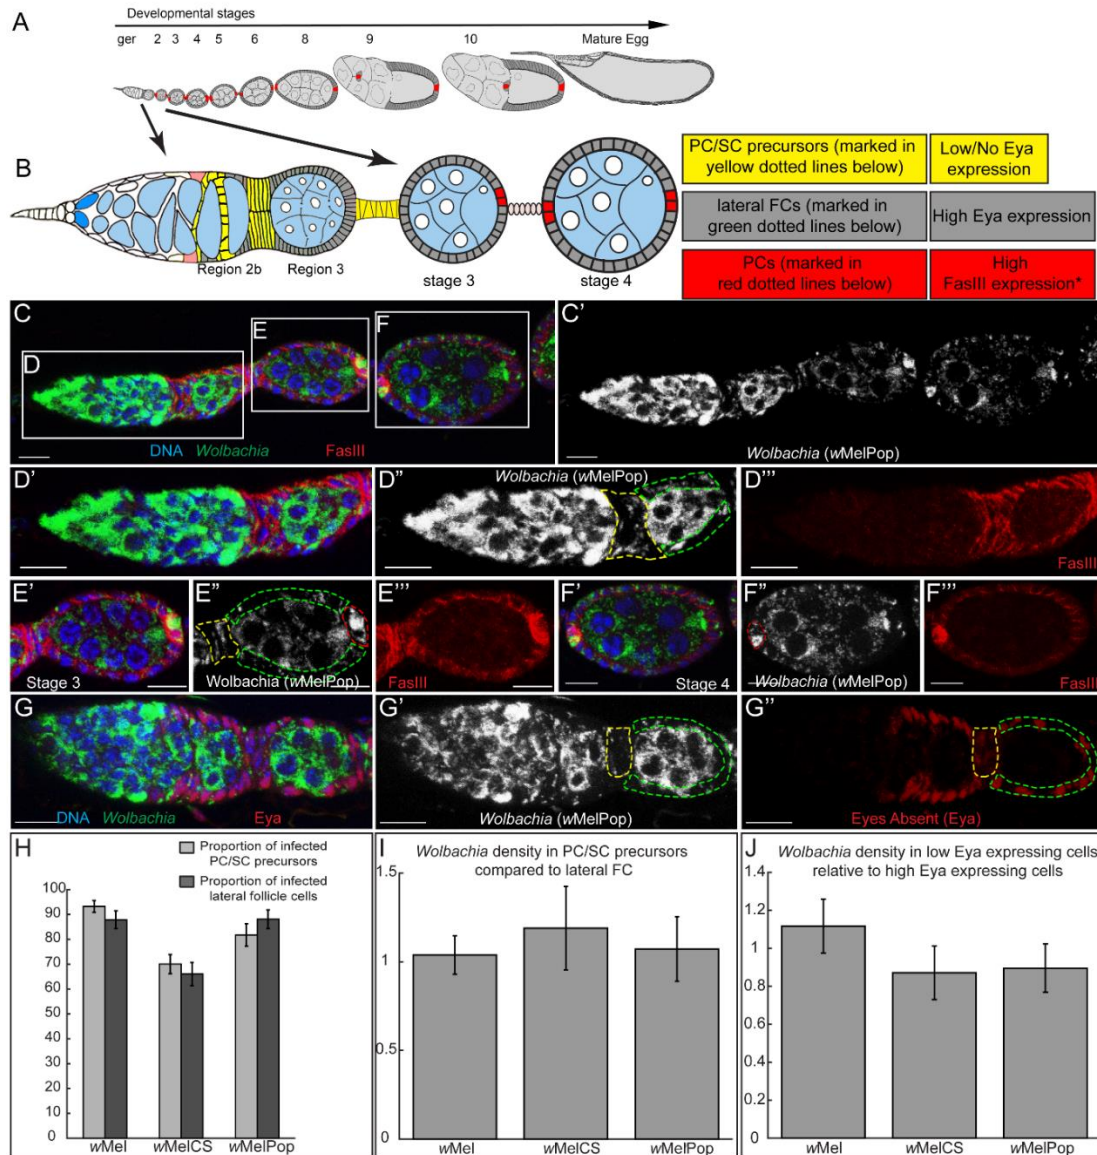 A
Developmental stages
ger 2 3 4 5 6 8 9 10 Mature Egg
B
Region 2b
Region 3
stage 3
stage 4
PC/SC precursors (marked in
yellow dotted lines below)
Low/No Eya
expression
lateral FCs (marked in
green dotted lines below)
High Eya expression
PCs (marked in
red dotted lines below)
High
FasIII expression*
C
D
E
F
DNA
Wolbachia
FasIII
C'
Wolbachia (wMelPop)
D'
D"
Wolbachia (wMelPop)
D'''
FasIII
E'
Stage 3
E"
Wolbachia (wMelPop)
E'''
FasIII
F'
Stage 4
F"
Wolbachia (wMelPop)
F'''
FasIII
G
DNA
Wolbachia
Eya
G'
Wolbachia (wMelPop)
G"
Eyes Absent (Eya)
H
Proportion of infected
PC/SC precursors
Proportion of infected
lateral follicle cells
100
90
80
70
60
50
40
30
20
10
0
wMel
wMelCS
wMelPop
I
Wolbachia density in PC/SC precursors
compared to lateral FC
1.5
1
0.5
0
wMel
wMelCS
wMelPop
J
Wolbachia density in low Eya expressing cells
relative to high Eya expressing cells
1.4
1.2
1
0.8
0.6
0.4
0.2
0
wMel
wMelCS
wMelPop